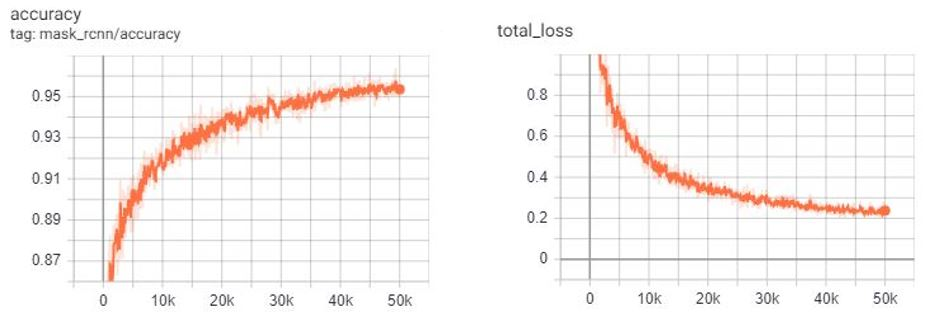 accuracy
tag: mask_rcnn/accuracy
0.95
0.93
0.91
0.89
0.87
0 10k 20k 30k 40k 50k
total_loss
0.8
0.6
0.4
0.2
0
0 10k 20k 30k 40k 50k